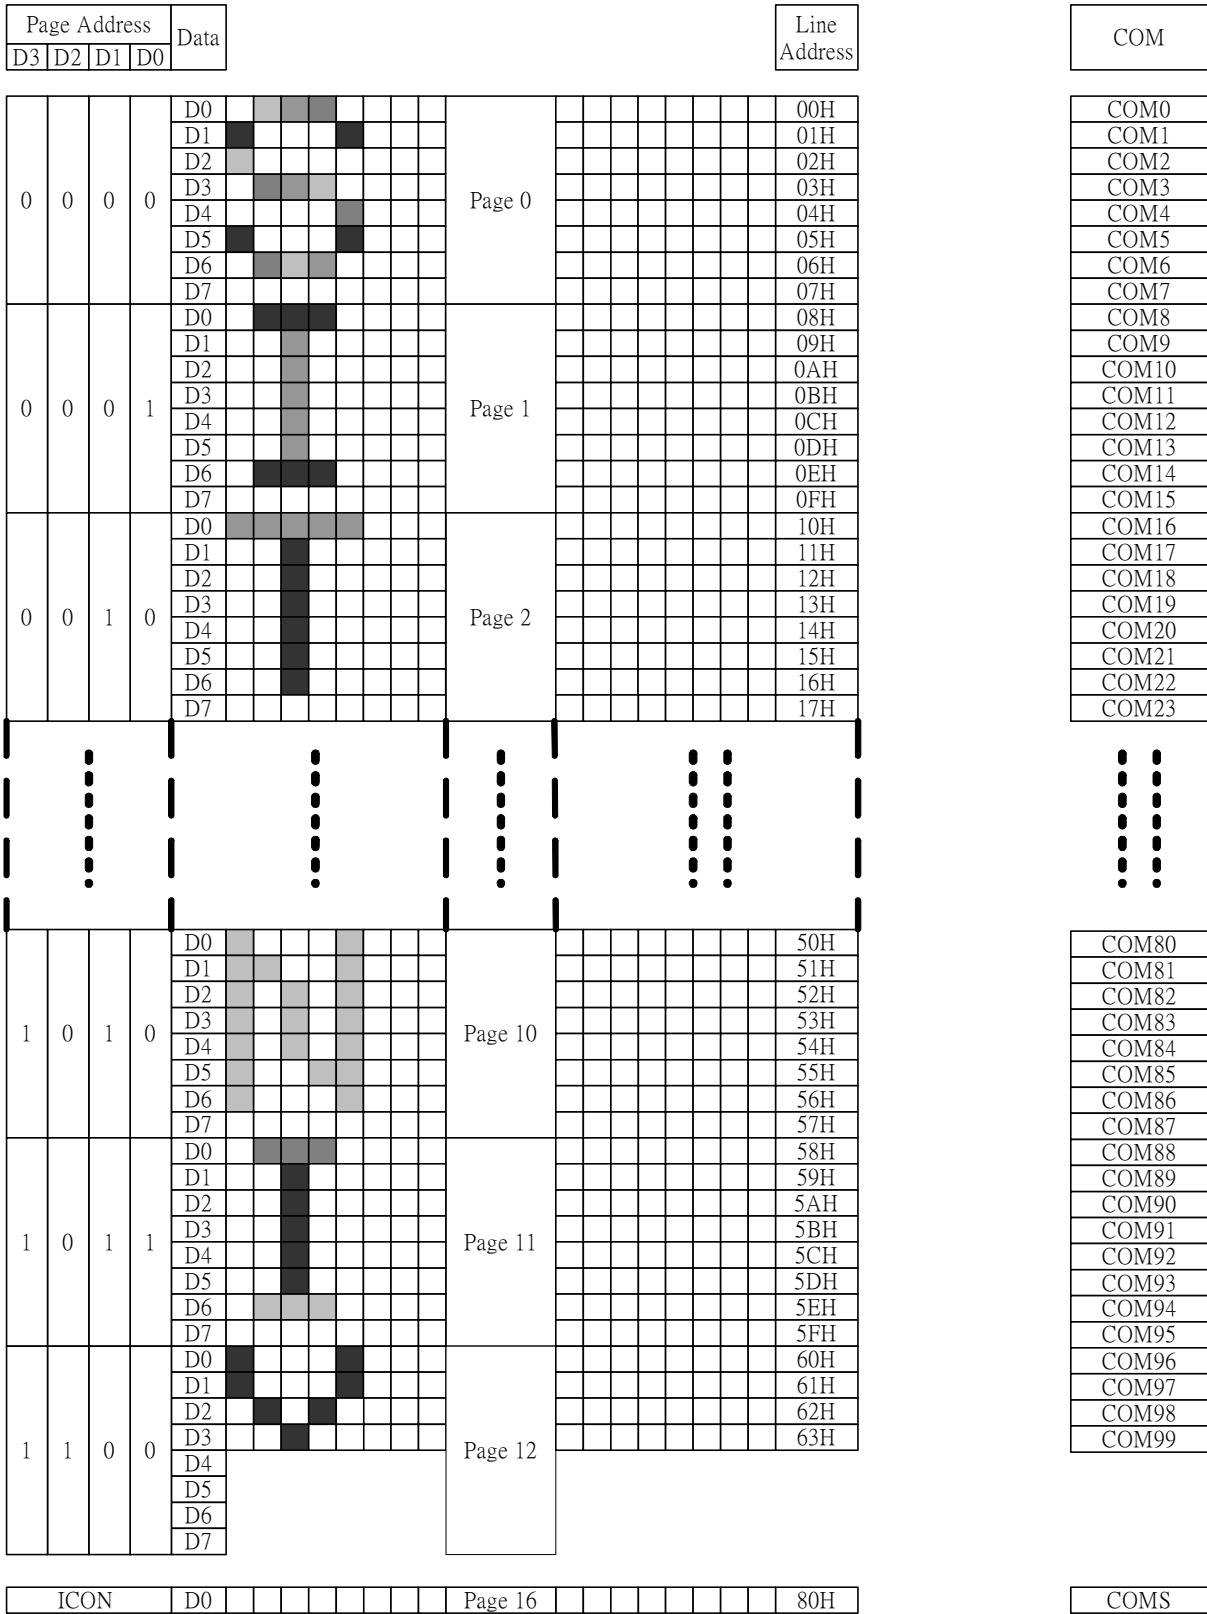 Page Address Data Line Address COM
D3 D2 D1 D0
D0 00H COM0
D1 01H COM1
D2 02H COM2
D3 03H COM3
0 0 0 0 Page 0
D4 04H COM4
D5 05H COM5
D6 06H COM6
D7 07H COM7
D0 08H COM8
D1 09H COM9
D2 0AH COM10
D3 0BH COM11
0 0 0 1 Page 1
D4 0CH COM12
D5 0DH COM13
D6 0EH COM14
D7 0FH COM15
D0 10H COM16
D1 11H COM17
D2 12H COM18
D3 13H COM19
0 0 1 0 Page 2
D4 14H COM20
D5 15H COM21
D6 16H COM22
D7 17H COM23
D0 50H COM80
D1 51H COM81
D2 52H COM82
D3 53H COM83
1 0 1 0 Page 10
D4 54H COM84
D5 55H COM85
D6 56H COM86
D7 57H COM87
D0 58H COM88
D1 59H COM89
D2 5AH COM90
D3 5BH COM91
1 0 1 1 Page 11
D4 5CH COM92
D5 5DH COM93
D6 5EH COM94
D7 5FH COM95
D0 60H COM96
D1 61H COM97
D2 62H COM98
D3 63H COM99
1 1 0 0 Page 12
D4
D5
D6
D7
ICON D0 Page 16 80H COMS